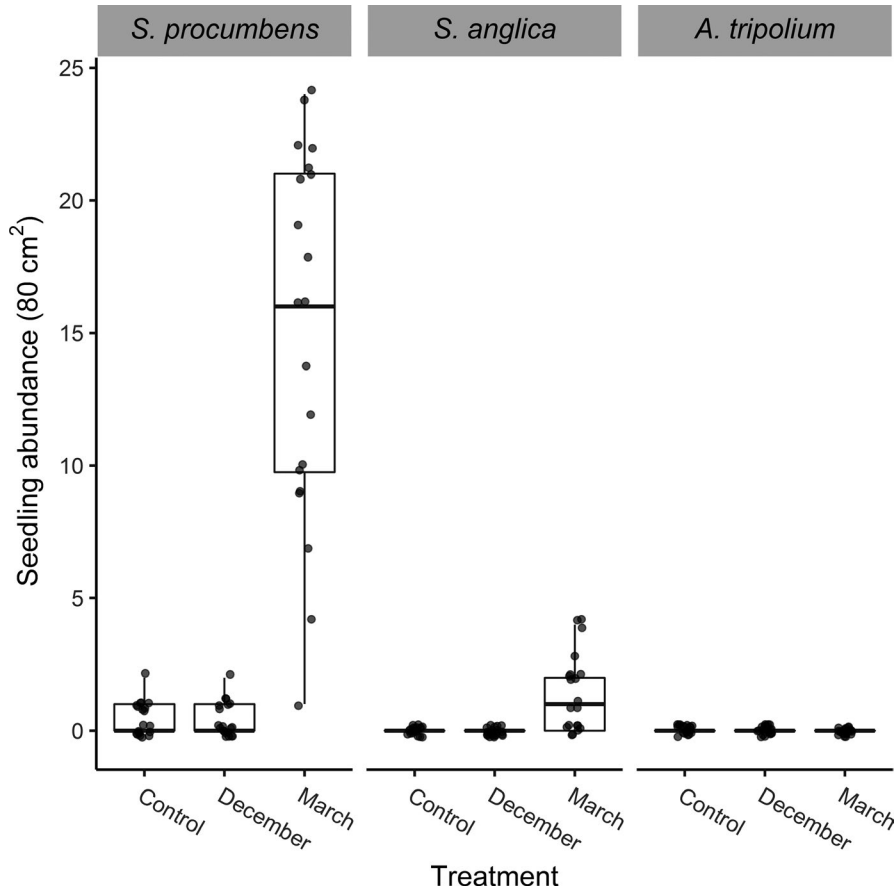 S. procumbens S. anglica A. tripolium
25
20
15
10
5
0
Seedling abundance (80 cm²)
Control December March Control December March Control December March
Treatment